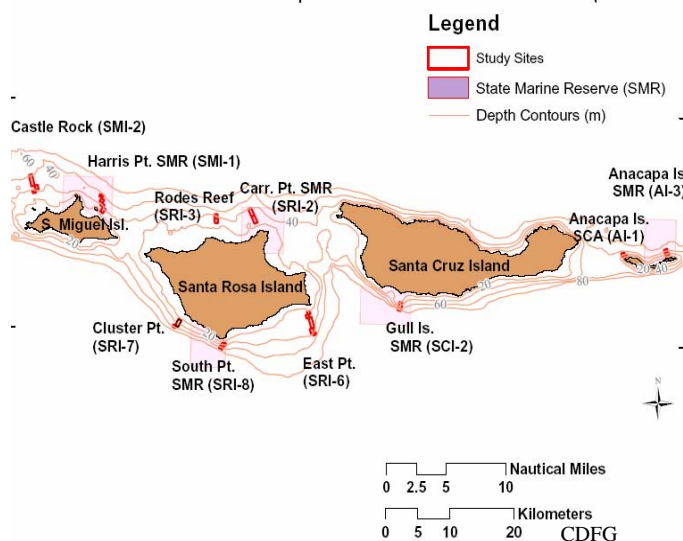 Legend
Study Sites
State Marine Reserve (SMR)
Depth Contours (m)
Castle Rock (SMI-2)
Harris Pt. SMR (SMI-1)
Rodes Reef
(SRI-3)
Carr. Pt. SMR
(SRI-2)
Anacapa Is.
SMR (AI-3)
Anacapa Is.
SCA (AI-1)
60
40
40
S. Miguel Isl.
20
Santa Rosa Island
Santa Cruz Island
20
60
80
20
40
Cluster Pt.
(SRI-7)
20
South Pt.
SMR (SRI-8)
East Pt.
(SRI-6)
Gull Is.
SMR (SCI-2)
N
Nautical Miles
0 2.5 5 10
Kilometers
0 5 10 20
CDFG